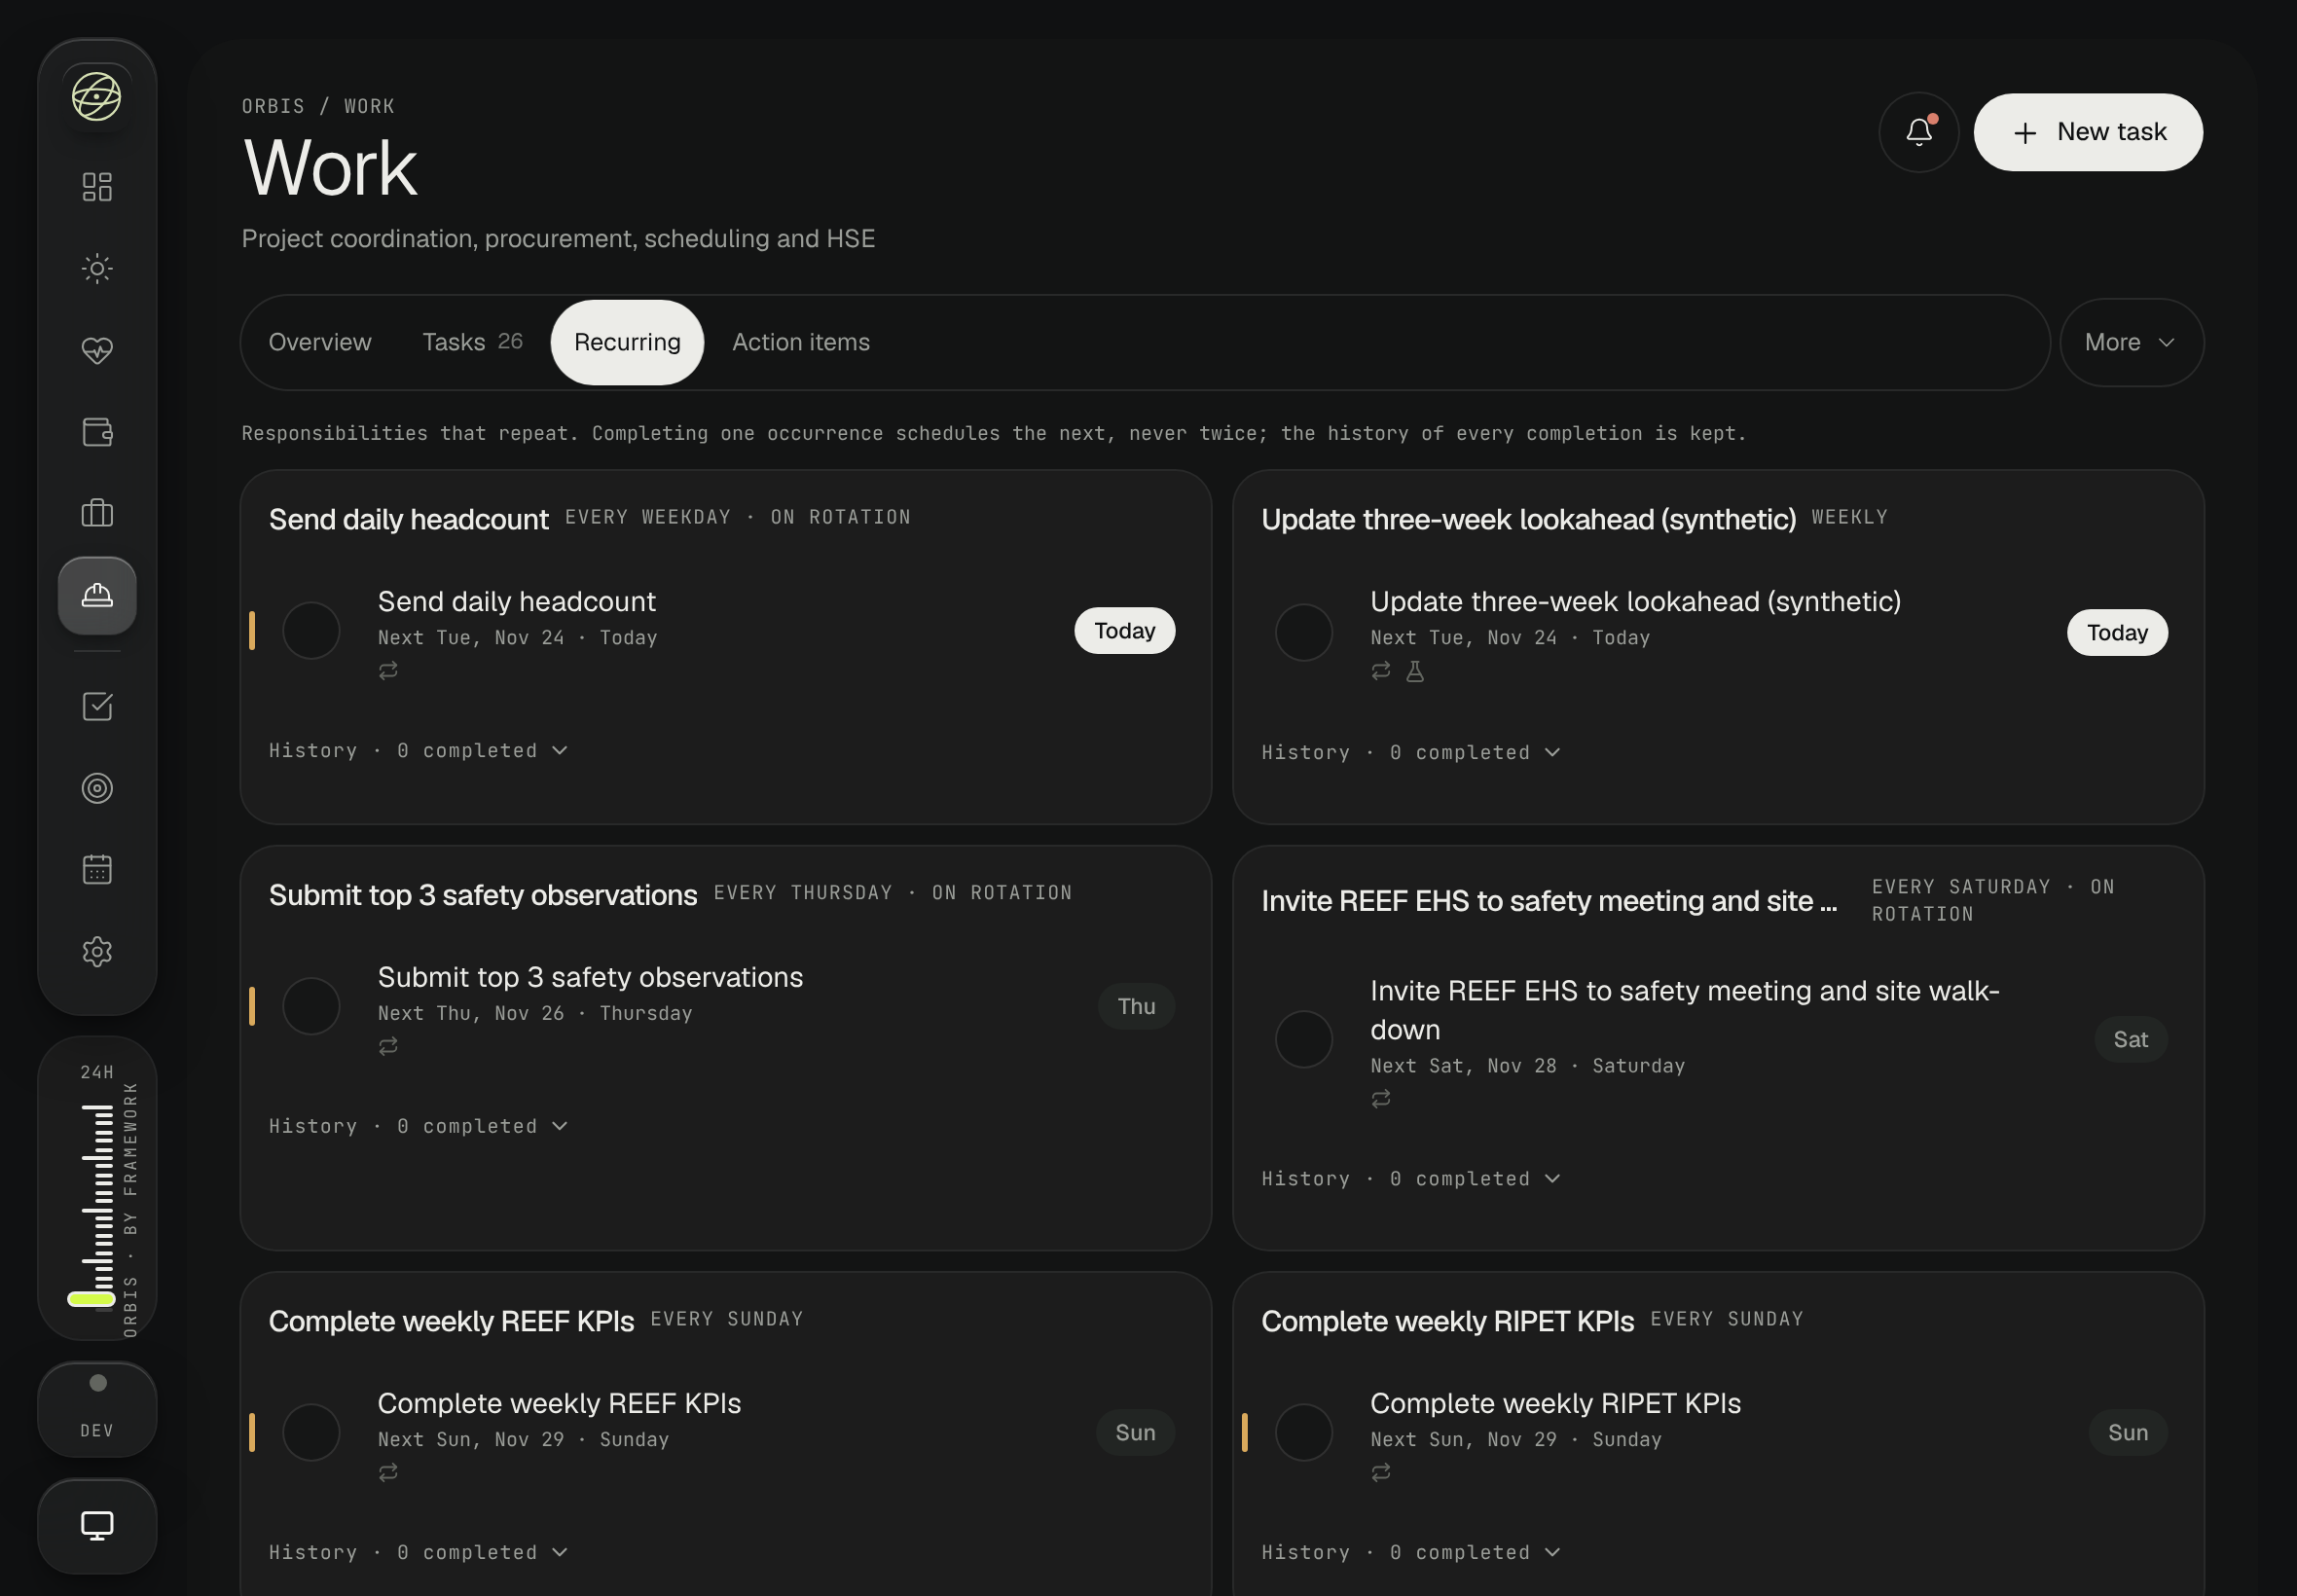 ORBIS / WORK
Work
Project coordination, procurement, scheduling and HSE
New task
Overview
Tasks 26
Recurring
Action items
More
Responsibilities that repeat. Completing one occurrence schedules the next, never twice; the history of every completion is kept.
Send daily headcount EVERY WEEKDAY · ON ROTATION
Send daily headcount
Next Tue, Nov 24 · Today
Today
History · 0 completed
Update three-week lookahead (synthetic) WEEKLY
Update three-week lookahead (synthetic)
Next Tue, Nov 24 · Today
Today
History · 0 completed
Submit top 3 safety observations EVERY THURSDAY · ON ROTATION
Submit top 3 safety observations
Next Thu, Nov 26 · Thursday
Thu
History · 0 completed
Invite REEF EHS to safety meeting and site ...
EVERY SATURDAY · ON
ROTATION
Invite REEF EHS to safety meeting and site walk-
down
Next Sat, Nov 28 · Saturday
Sat
History · 0 completed
Complete weekly REEF KPIs EVERY SUNDAY
Complete weekly REEF KPIs
Next Sun, Nov 29 · Sunday
Sun
History · 0 completed
Complete weekly RIPET KPIs EVERY SUNDAY
Complete weekly RIPET KPIs
Next Sun, Nov 29 · Sunday
Sun
History · 0 completed
24H
ORBIS · BY FRAMEWORK
DEV